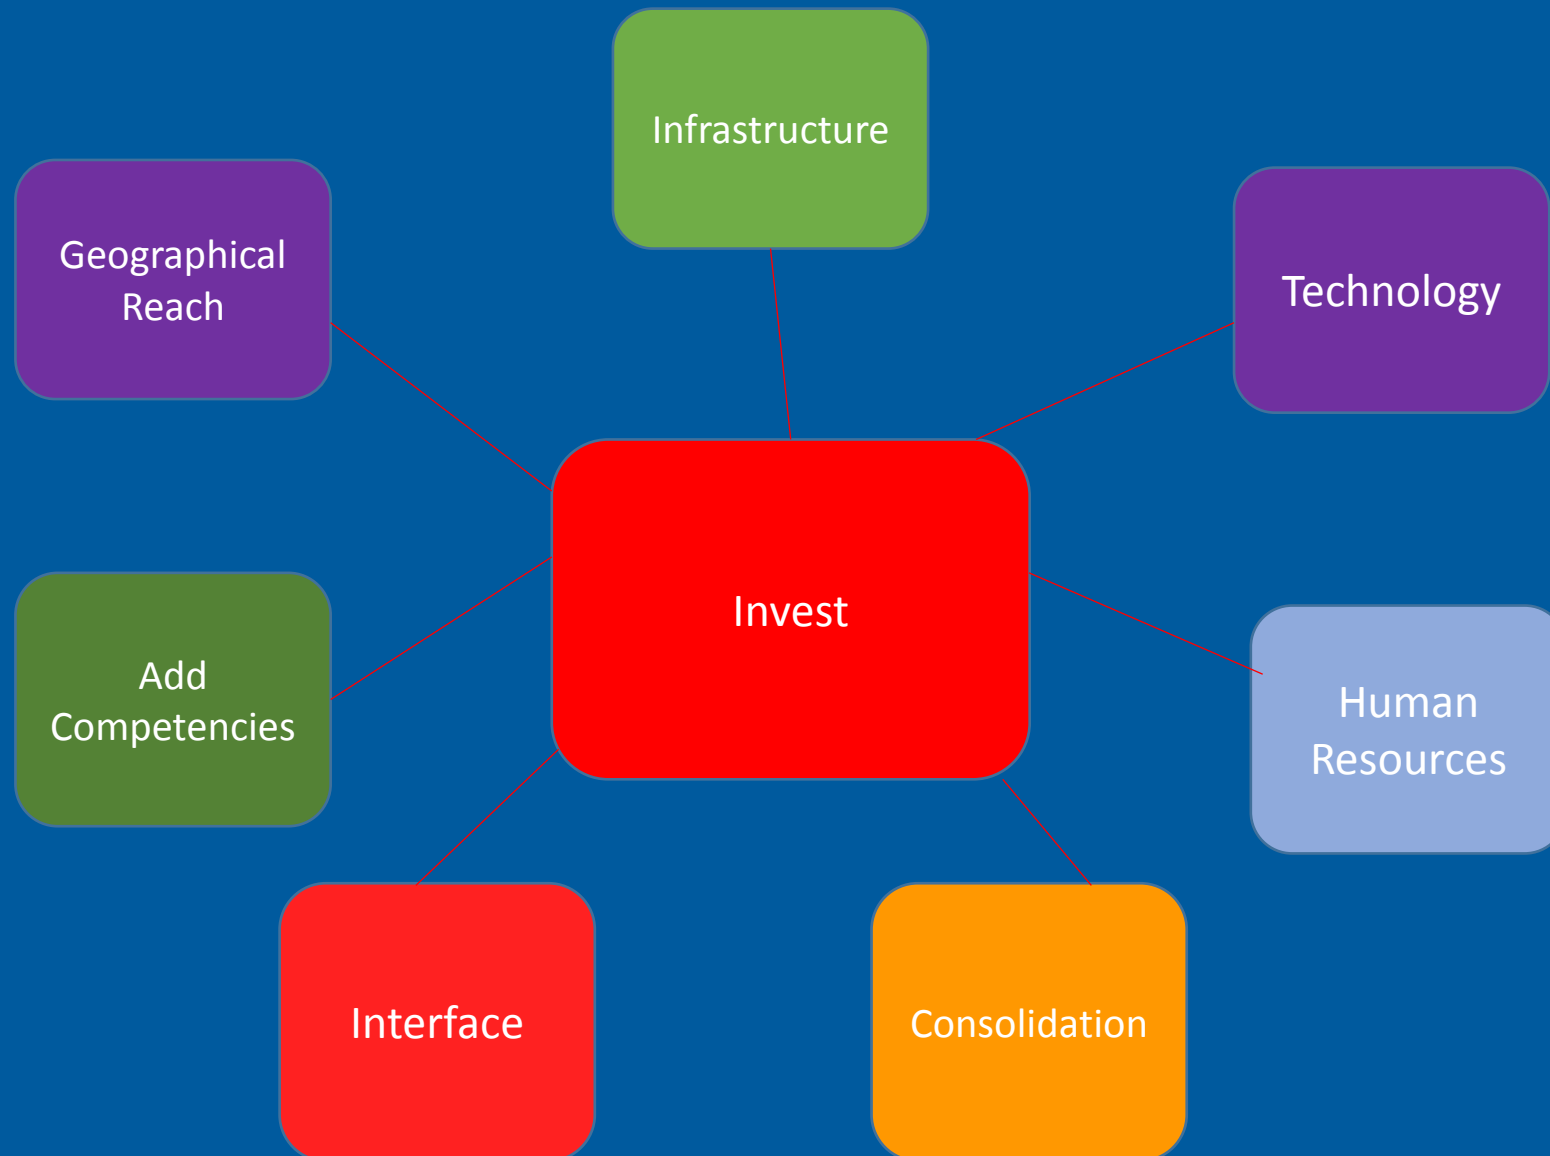 Infrastructure
Geographical
Reach
Technology
Invest
Add
Competencies
Human
Resources
Interface
Consolidation